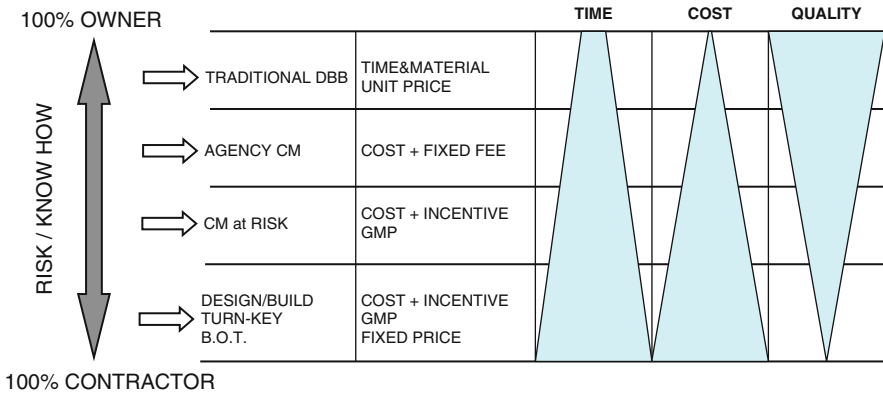 TIME COST QUALITY
100% OWNER
RISK / KNOW HOW
TRADITIONAL DBB
TIME&MATERIAL
UNIT PRICE
AGENCY CM
COST + FIXED FEE
CM at RISK
COST + INCENTIVE
GMP
DESIGN/BUILD
TURN-KEY
B.O.T.
COST + INCENTIVE
GMP
FIXED PRICE
100% CONTRACTOR